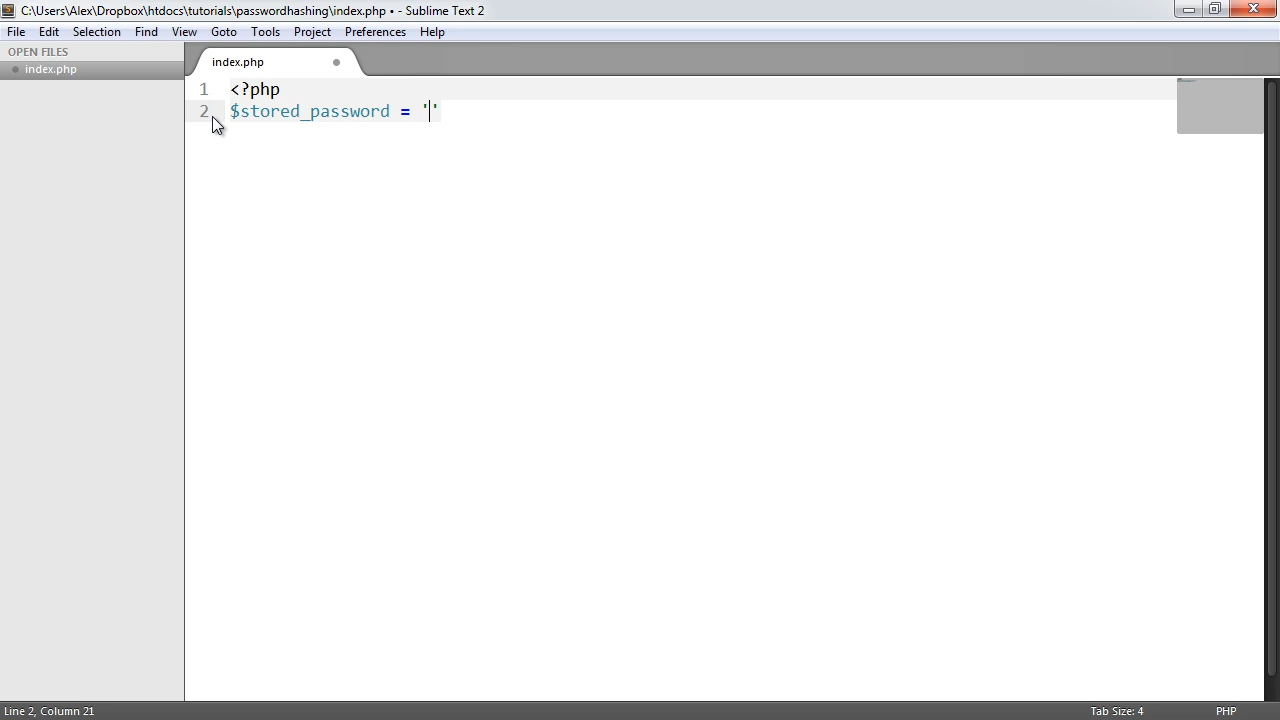 C:\Users\Alex\Dropbox\htdocs\tutorials\passwordhashing\index.php • - Sublime Text 2
File Edit Selection Find View Goto Tools Project Preferences Help
OPEN FILES
index.php
index.php
1 <?php
2 $stored_password = ''
Line 2, Column 21
Tab Size: 4
PHP